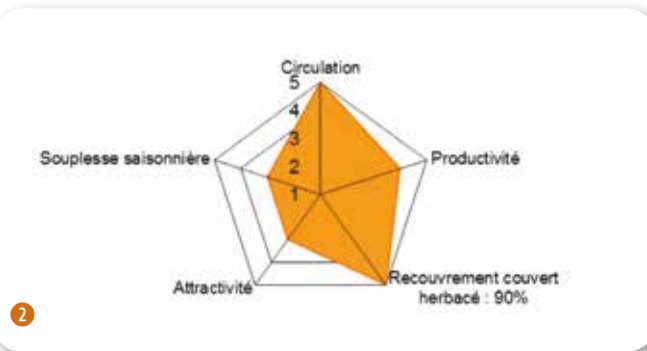 Circulation
5
4
3
2
1
Souplesse saisonnière
Productivité
Attractivité
Recouvrement couvert
herbacé : 90%
2